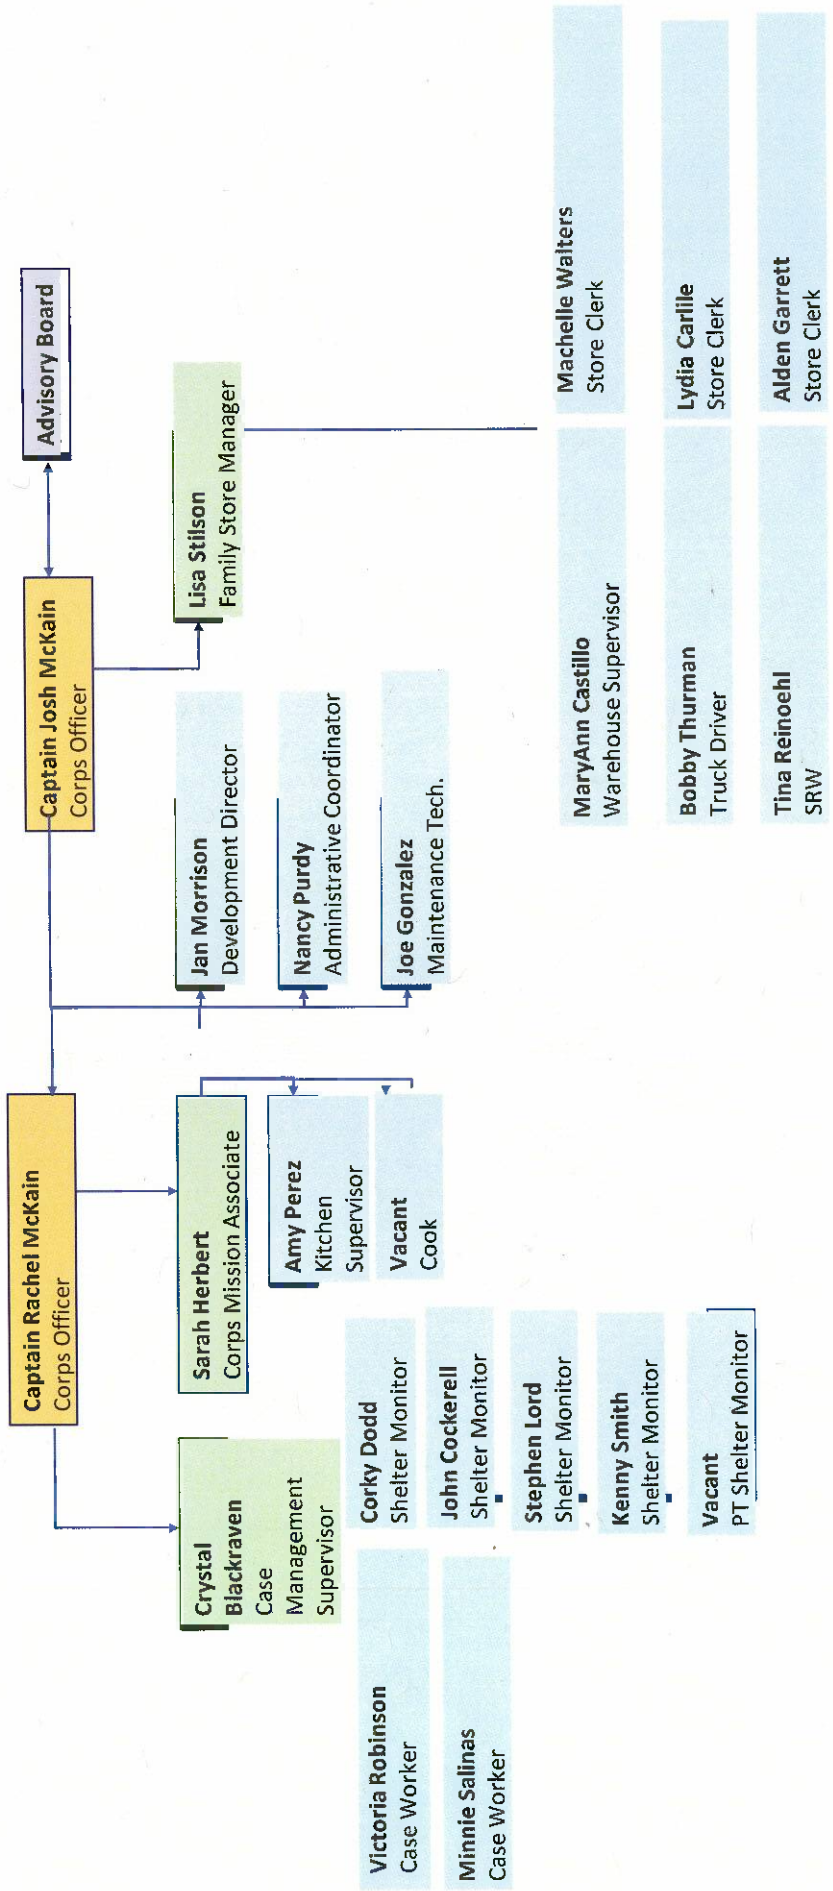 Captain Rachel McKain
Corps Officer
Captain Josh McKain
Corps Officer
Advisory Board
Crystal
Blackraven
Case
Management
Supervisor
Sarah Herbert
Corps Mission Associate
Jan Morrison
Development Director
Lisa Stilson
Family Store Manager
Amy Perez
Kitchen
Supervisor
Nancy Purdy
Administrative Coordinator
Vacant
Cook
Joe Gonzalez
Maintenance Tech.
Victoria Robinson
Case Worker
Minnie Salinas
Case Worker
Corky Dodd
Shelter Monitor
John Cockerell
Shelter Monitor
Stephen Lord
Shelter Monitor
Kenny Smith
Shelter Monitor
Vacant
PT Shelter Monitor
MaryAnn Castillo
Warehouse Supervisor
Machelle Walters
Store Clerk
Bobby Thurman
Truck Driver
Lydia Carlile
Store Clerk
Tina Reinoehl
SRW
Alden Garrett
Store Clerk